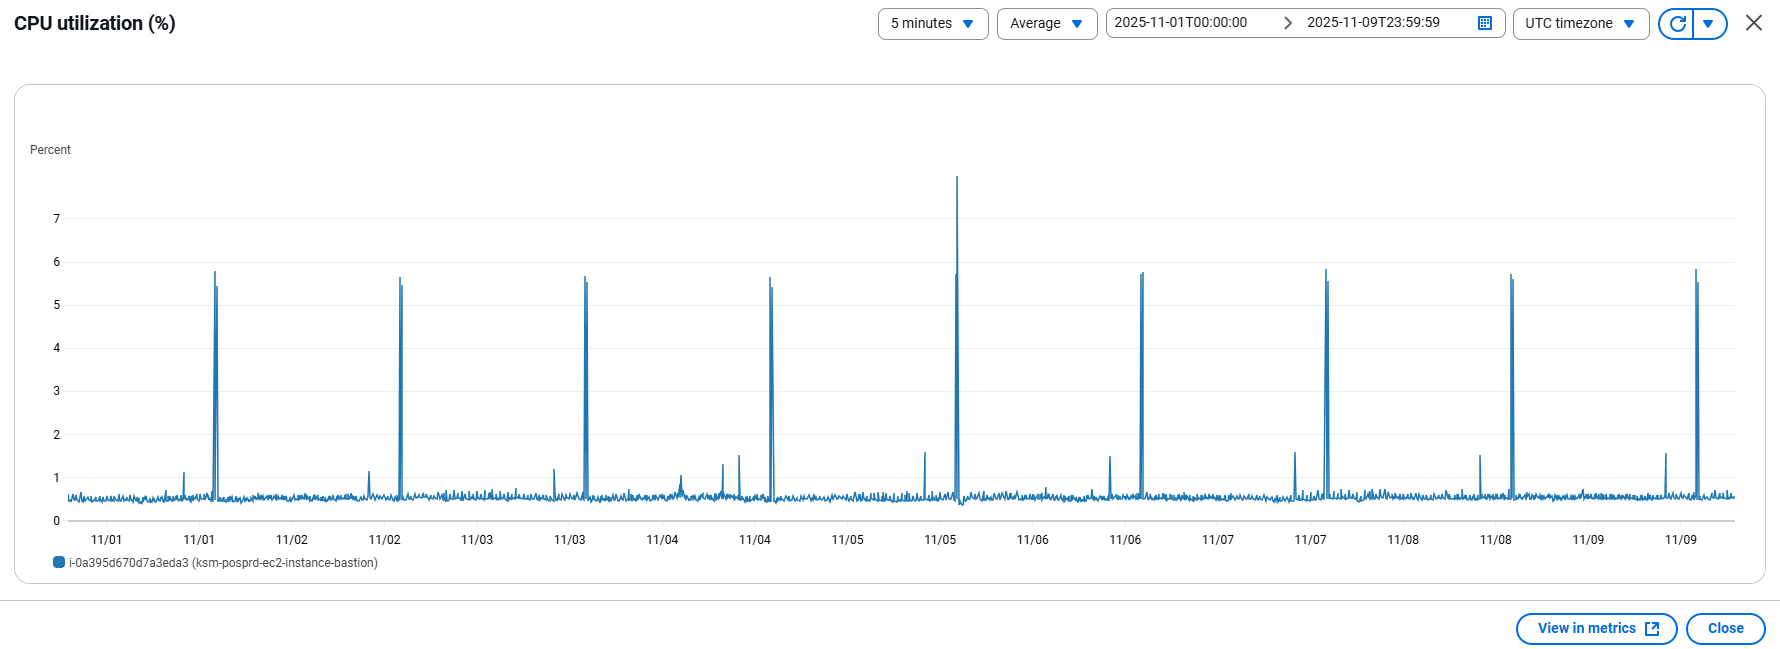 CPU utilization (%)
5 minutes
Average
2025-11-01T00:00:00
2025-11-09T23:59:59
UTC timezone
Percent
7
6
5
4
3
2
1
0
11/01 11/01 11/02 11/02 11/03 11/03 11/04 11/04 11/05 11/05 11/06 11/06 11/07 11/07 11/08 11/08 11/09 11/09
i-0a395d670d7a3eda3 (ksm-posprd-ec2-instance-bastion)
View in metrics
Close